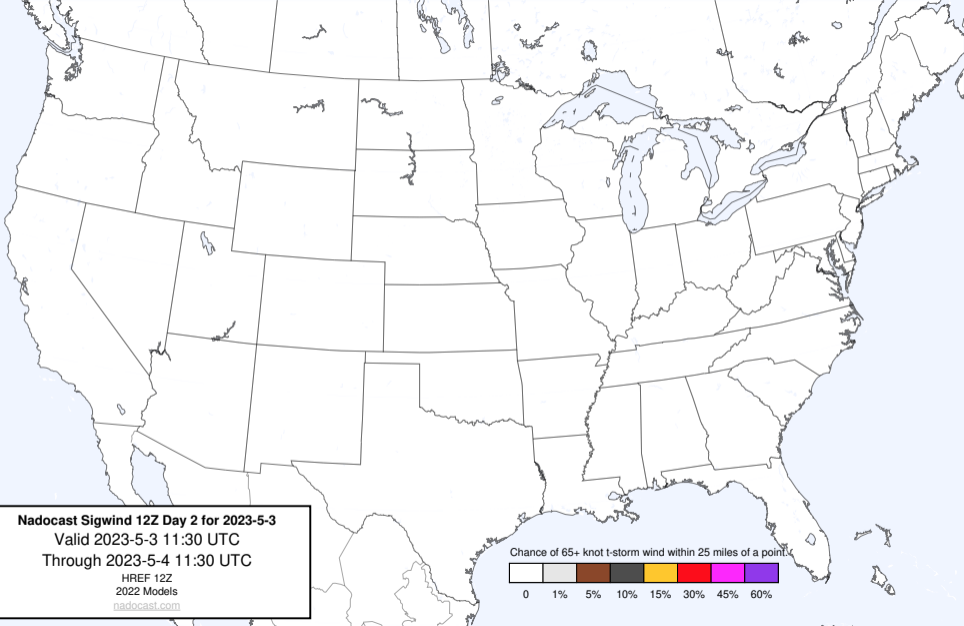 Nadocast Sigwind 12Z Day 2 for 2023-5-3
Valid 2023-5-3 11:30 UTC
Through 2023-5-4 11:30 UTC
HREF 12Z
2022 Models
nadocast.com
Chance of 65+ knot t-storm wind within 25 miles of a point.
0 1% 5% 10% 15% 30% 45% 60%